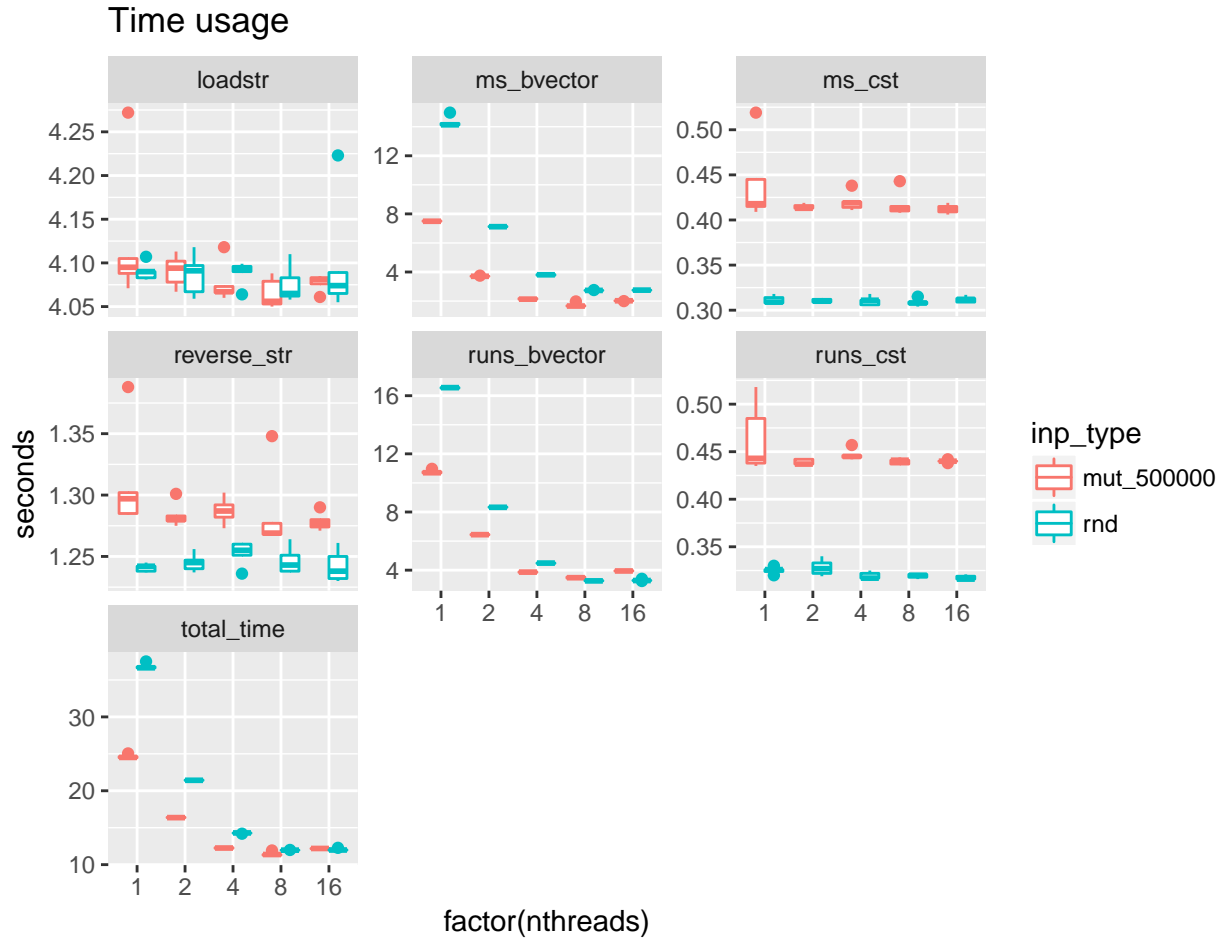 Time usage
loadstr
ms_bvector
ms_cst
4.25
4.20
4.15
4.10
4.05
12
8
4
0.50
0.45
0.40
0.35
0.30
reverse_str
runs_bvector
runs_cst
1.35
1.30
1.25
16
12
8
4
0.50
0.45
0.40
0.35
1 2 4 8 16
1 2 4 8 16
total_time
30
20
10
1 2 4 8 16
seconds
factor(nthreads)
inp_type
mut_500000
rnd